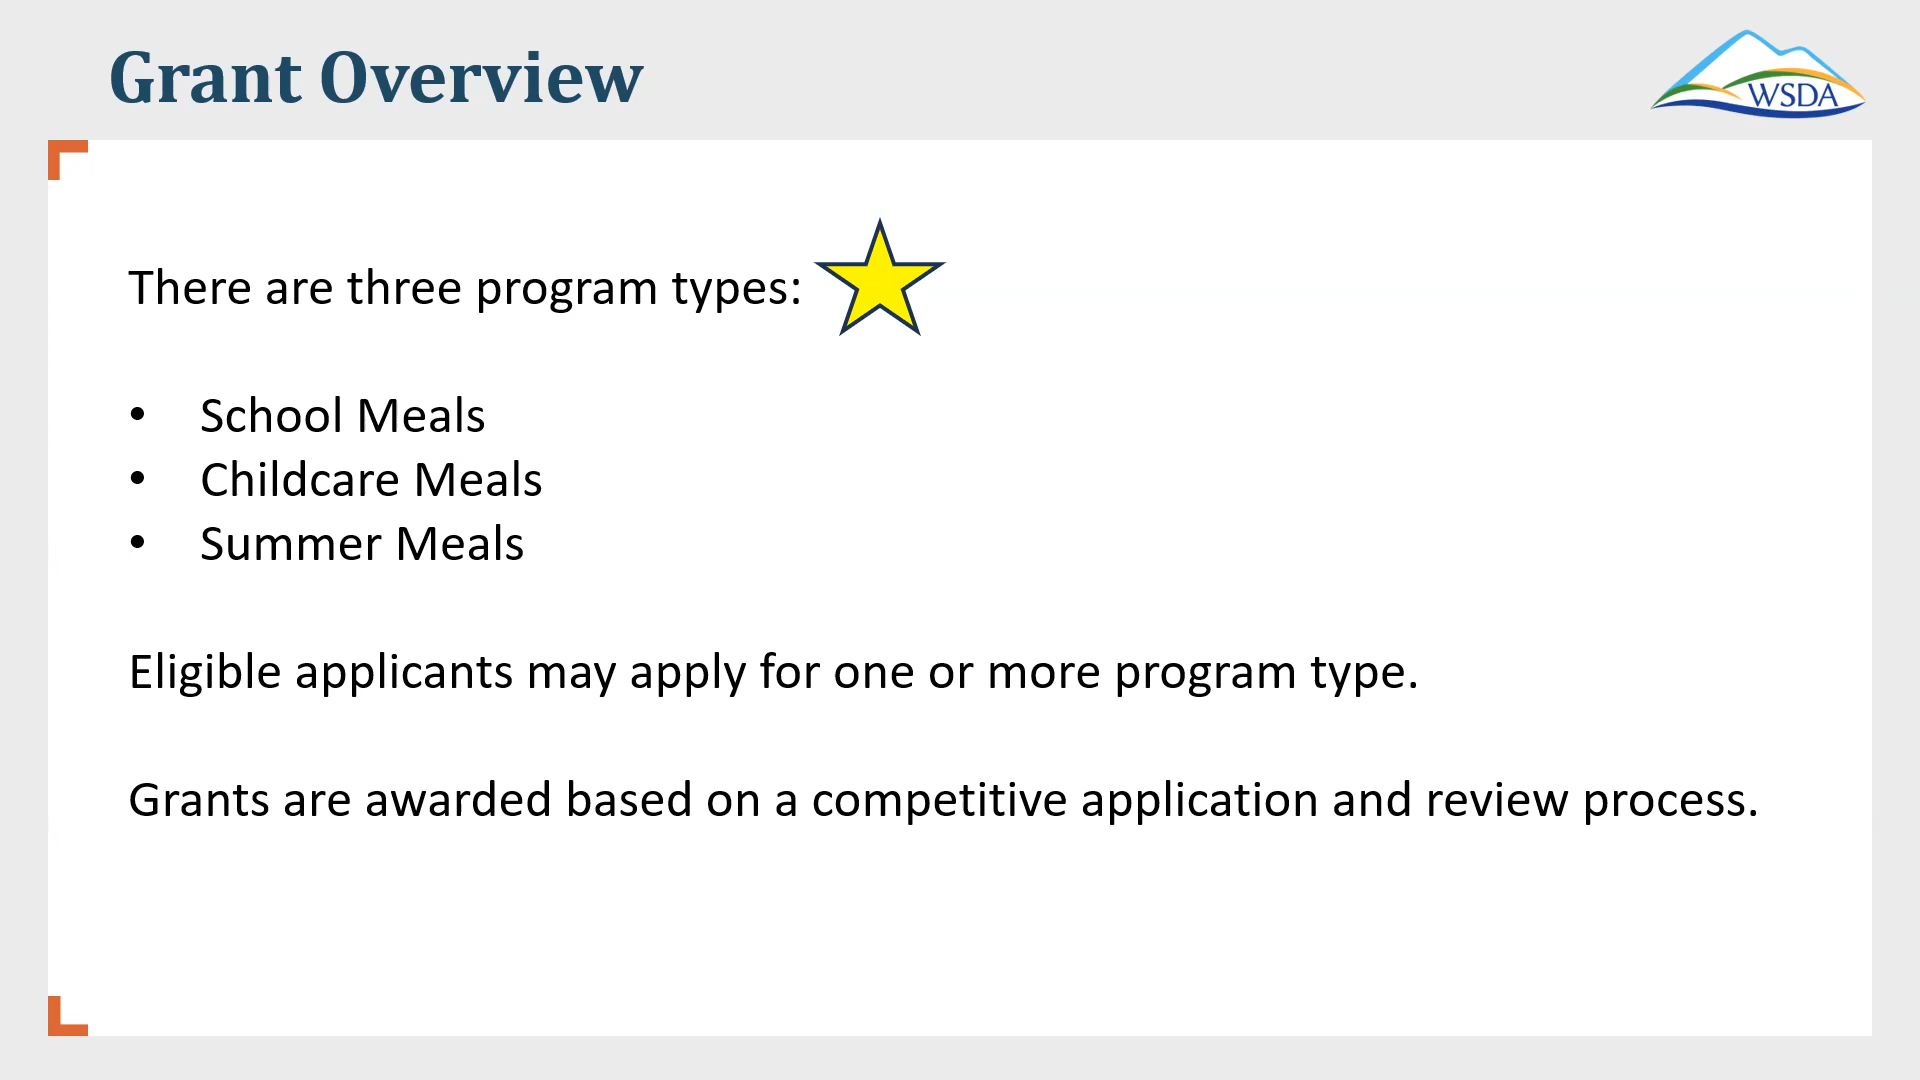 Grant Overview
WSDA
There are three program types:
• School Meals
• Childcare Meals
• Summer Meals
Eligible applicants may apply for one or more program type.
Grants are awarded based on a competitive application and review process.